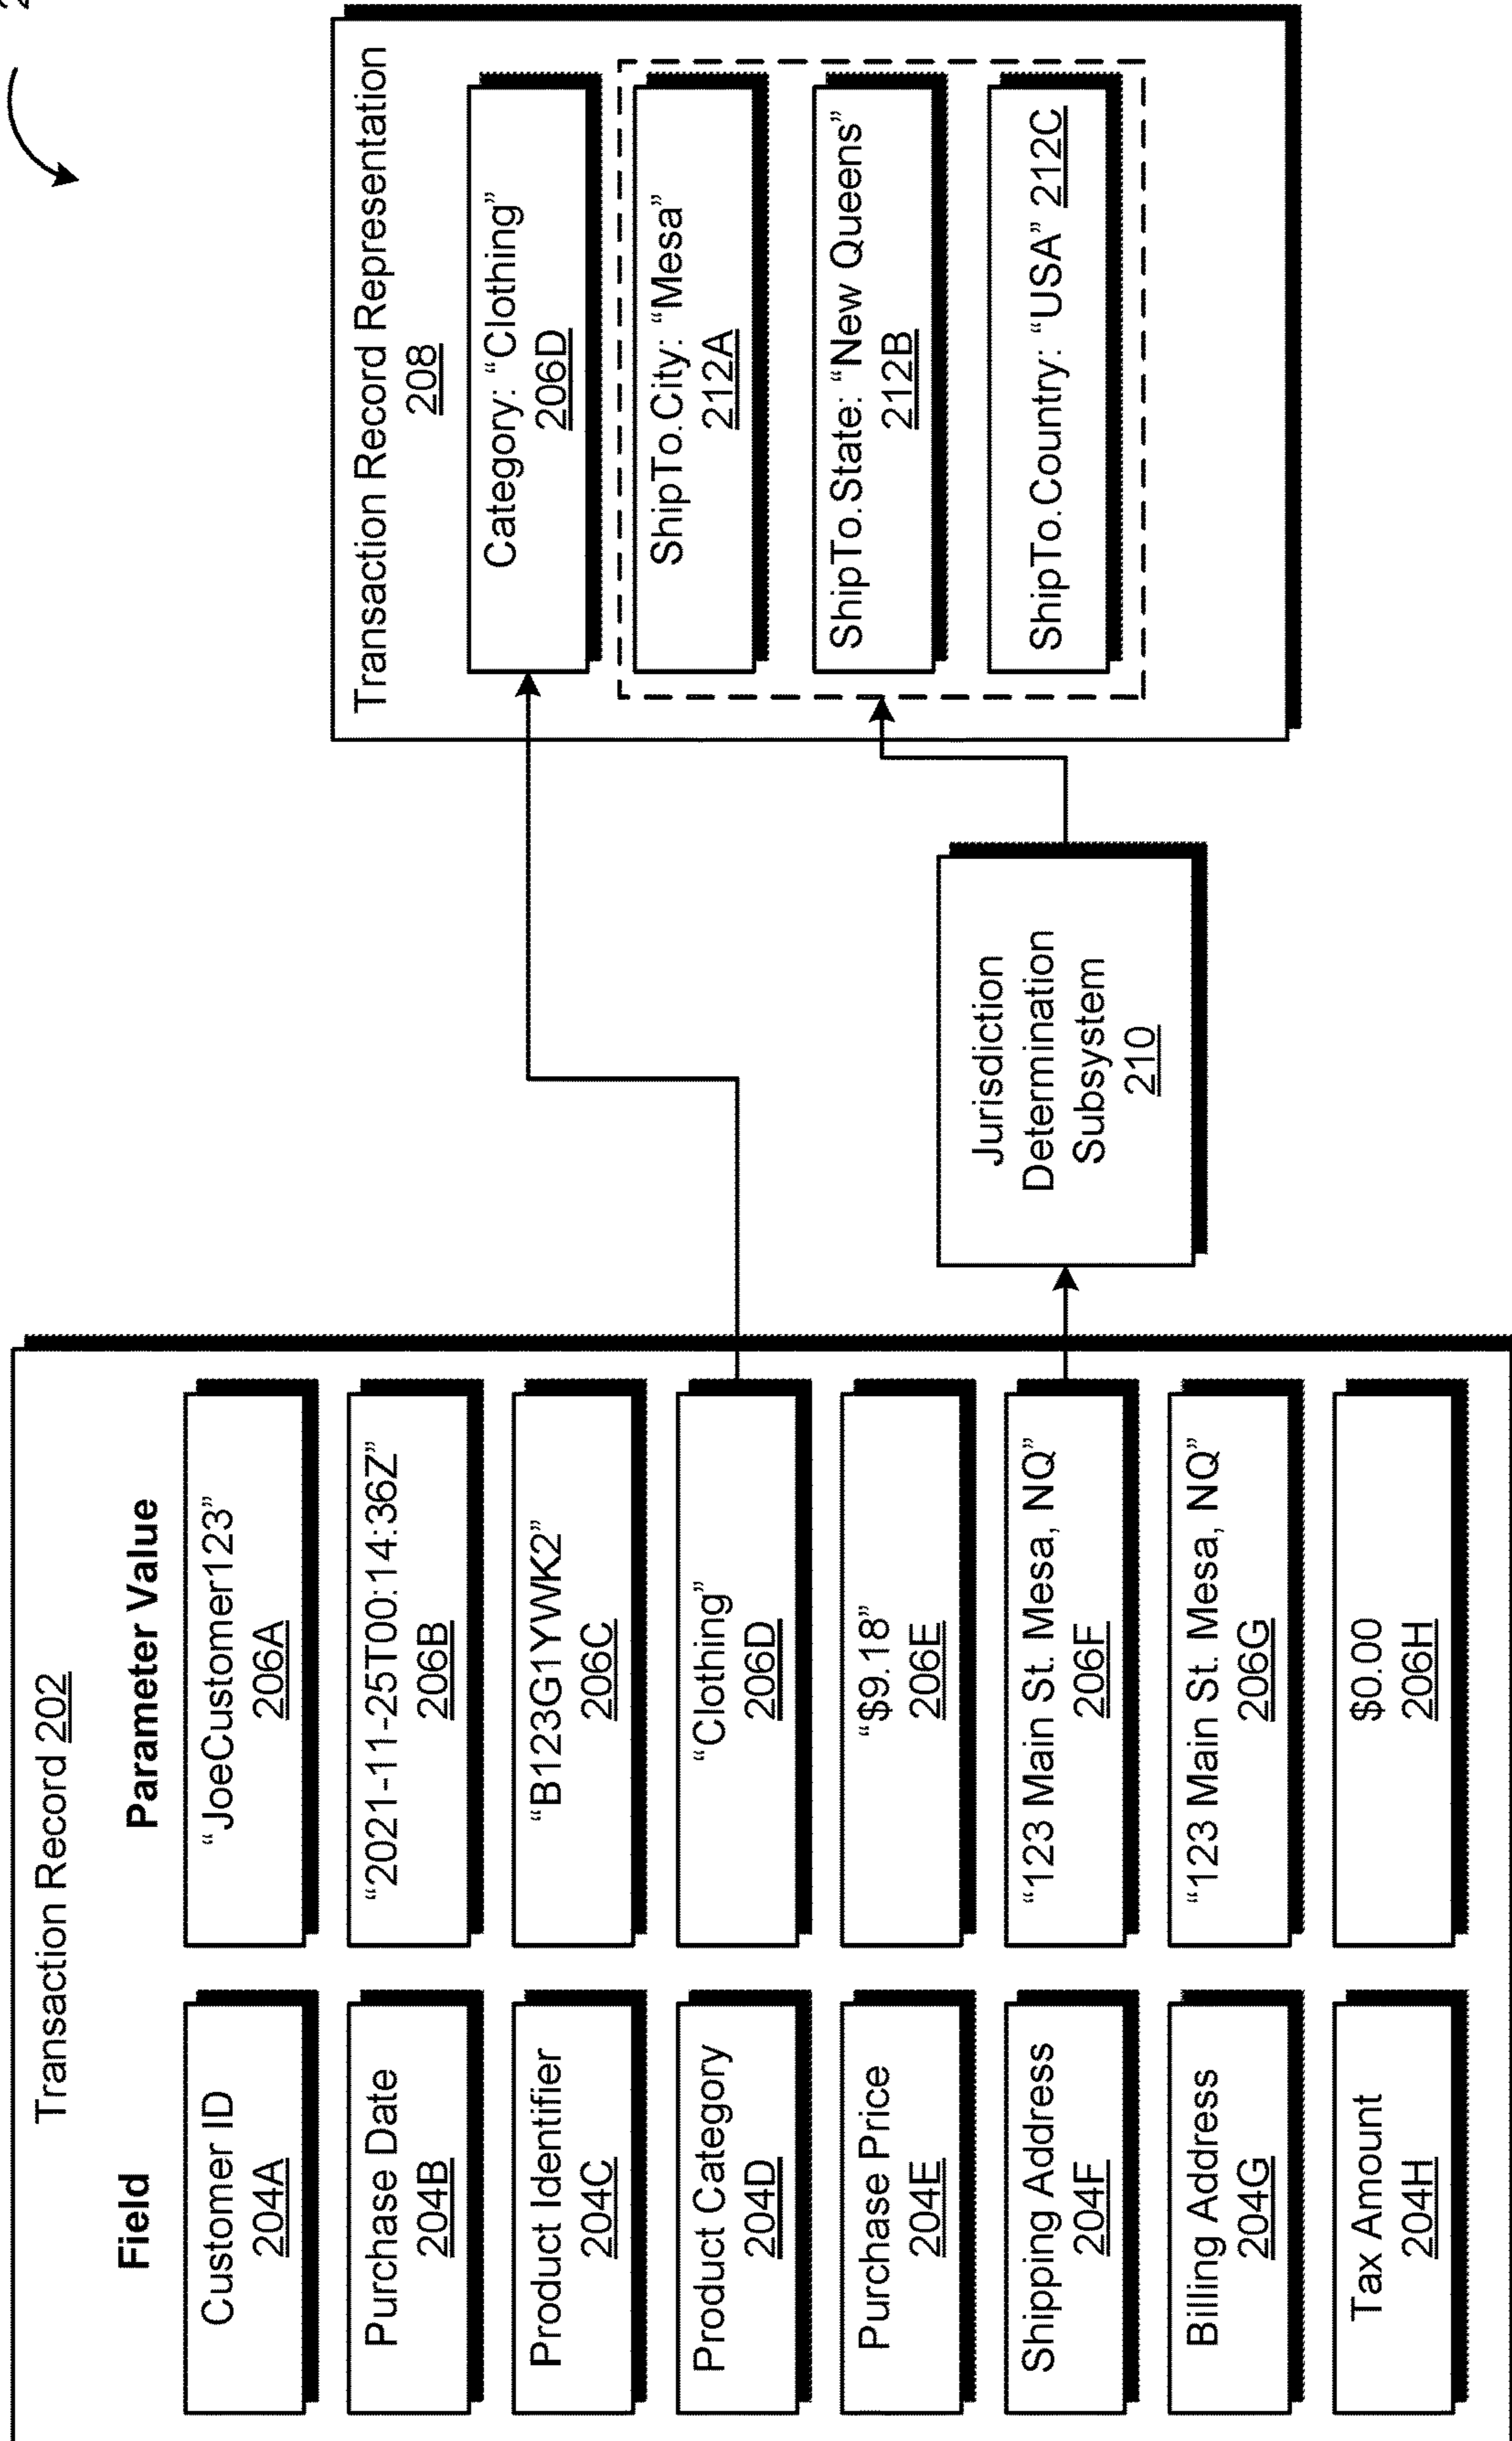 Transaction Record 202
Field
Parameter Value
Customer ID
204A
“JoeCustomer123”
206A
Purchase Date
204B
“2021-11-25T00:14:36Z”
206B
Product Identifier
204C
“B123G1YWK2”
206C
Product Category
204D
“Clothing”
206D
Purchase Price
204E
“$9.18”
206E
Shipping Address
204F
“123 Main St. Mesa, NQ”
206F
Billing Address
204G
“123 Main St. Mesa, NQ”
206G
Tax Amount
204H
$0.00
206H
Jurisdiction
Determination
Subsystem
210
Transaction Record Representation
208
Category: “Clothing”
206D
ShipTo.City: “Mesa”
212A
ShipTo.State: “New Queens”
212B
ShipTo.Country: “USA” 212C